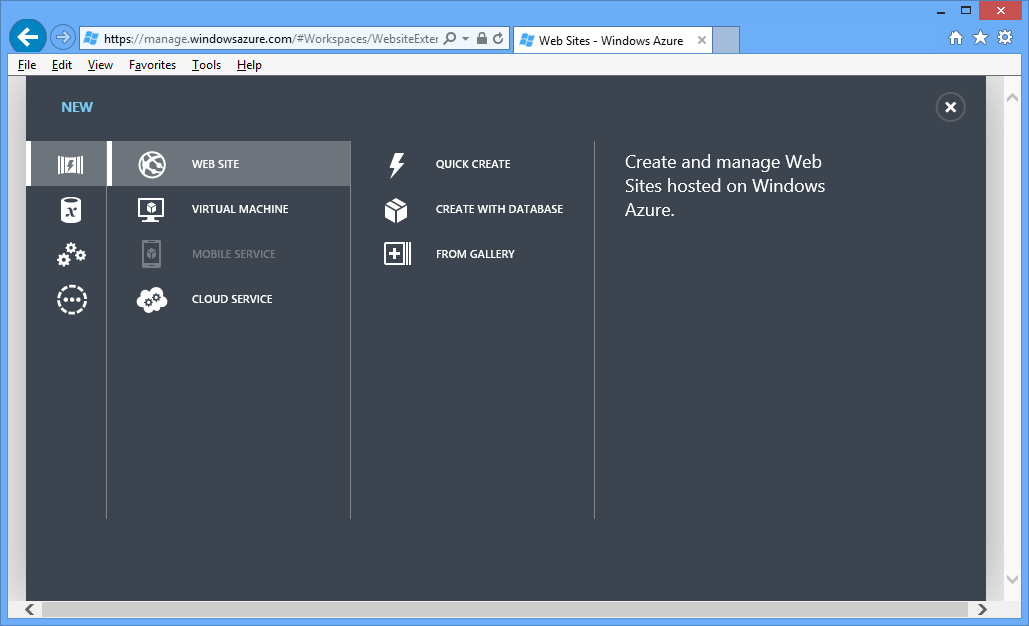 https://manage.windowsazure.com/#Workspaces/WebsiteExter
Web Sites - Windows Azure
File Edit View Favorites Tools Help
NEW
WEB SITE
VIRTUAL MACHINE
MOBILE SERVICE
CLOUD SERVICE
QUICK CREATE
CREATE WITH DATABASE
FROM GALLERY
Create and manage Web
Sites hosted on Windows
Azure.